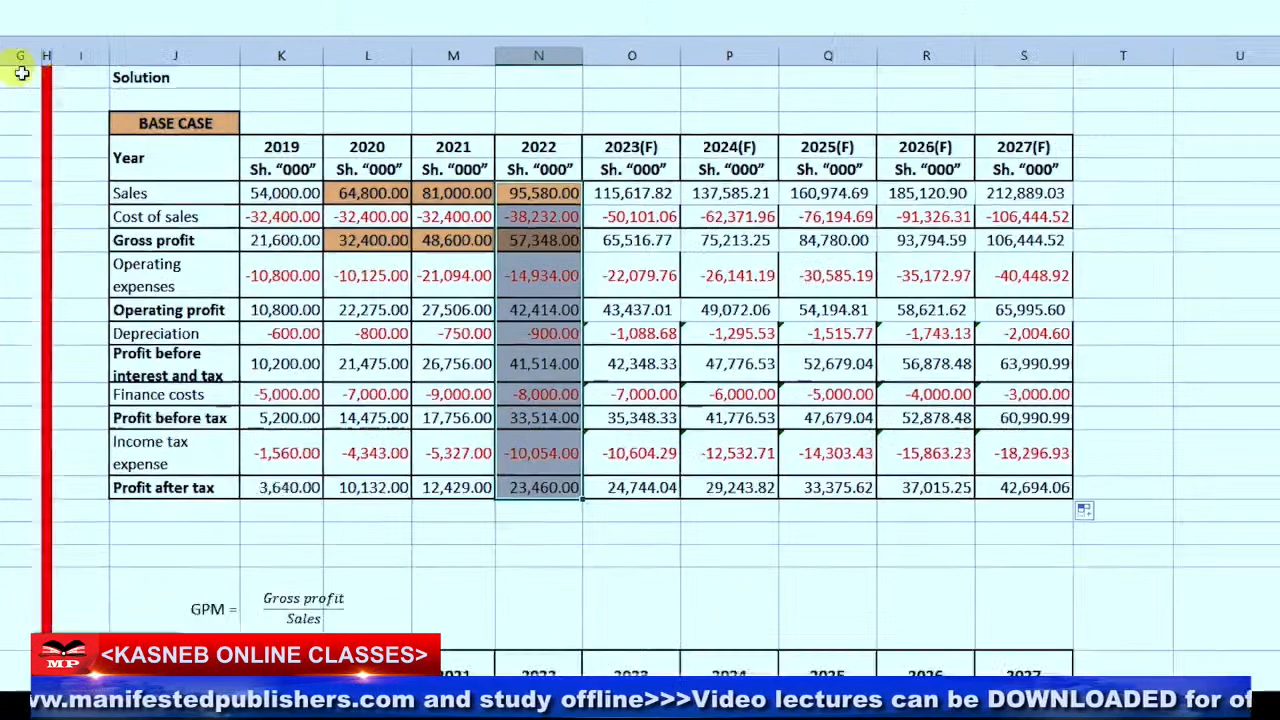 G H I J K L M N O P Q R S T U
Solution
BASE CASE
Year 2019 2020 2021 2022 2023(F) 2024(F) 2025(F) 2026(F) 2027(F)
Sh. “000” Sh. “000” Sh. “000” Sh. “000” Sh. “000” Sh. “000” Sh. “000” Sh. “000” Sh. “000”
Sales 54,000.00 64,800.00 81,000.00 95,580.00 115,617.82 137,585.21 160,974.69 185,120.90 212,889.03
Cost of sales -32,400.00 -32,400.00 -32,400.00 -38,232.00 -50,101.06 -62,371.96 -76,194.69 -91,326.31 -106,444.52
Gross profit 21,600.00 32,400.00 48,600.00 57,348.00 65,516.77 75,213.25 84,780.00 93,794.59 106,444.52
Operating
expenses -10,800.00 -10,125.00 -21,094.00 -14,934.00 -22,079.76 -26,141.19 -30,585.19 -35,172.97 -40,448.92
Operating profit 10,800.00 22,275.00 27,506.00 42,414.00 43,437.01 49,072.06 54,194.81 58,621.62 65,995.60
Depreciation -600.00 -800.00 -750.00 -900.00 -1,088.68 -1,295.53 -1,515.77 -1,743.13 -2,004.60
Profit before
interest and tax 10,200.00 21,475.00 26,756.00 41,514.00 42,348.33 47,776.53 52,679.04 56,878.48 63,990.99
Finance costs -5,000.00 -7,000.00 -9,000.00 -8,000.00 -7,000.00 -6,000.00 -5,000.00 -4,000.00 -3,000.00
Profit before tax 5,200.00 14,475.00 17,756.00 33,514.00 35,348.33 41,776.53 47,679.04 52,878.48 60,990.99
Income tax
expense -1,560.00 -4,343.00 -5,327.00 -10,054.00 -10,604.29 -12,532.71 -14,303.43 -15,863.23 -18,296.93
Profit after tax 3,640.00 10,132.00 12,429.00 23,460.00 24,744.04 29,243.82 33,375.62 37,015.25 42,694.06
GPM = Gross profit
Sales
MP <KASNEB ONLINE CLASSES>
2021 2022 2023 2024 2025 2026 2027
ww.manifestedpublishers.com and study offline>>>Video lectures can be DOWNLOADED for of